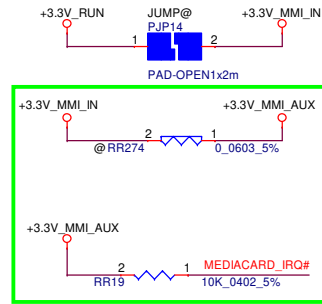 +3.3V_RUN JUMP@ +3.3V_MMI_IN
PJP14
1 2
PAD-OPEN1x2m
+3.3V_MMI_IN +3.3V_MMI_AUX
2 1
@ RR274 0_0603_5%
+3.3V_MMI_AUX
2 1 MEDIACARD_IRQ#
RR19 10K_0402_5%